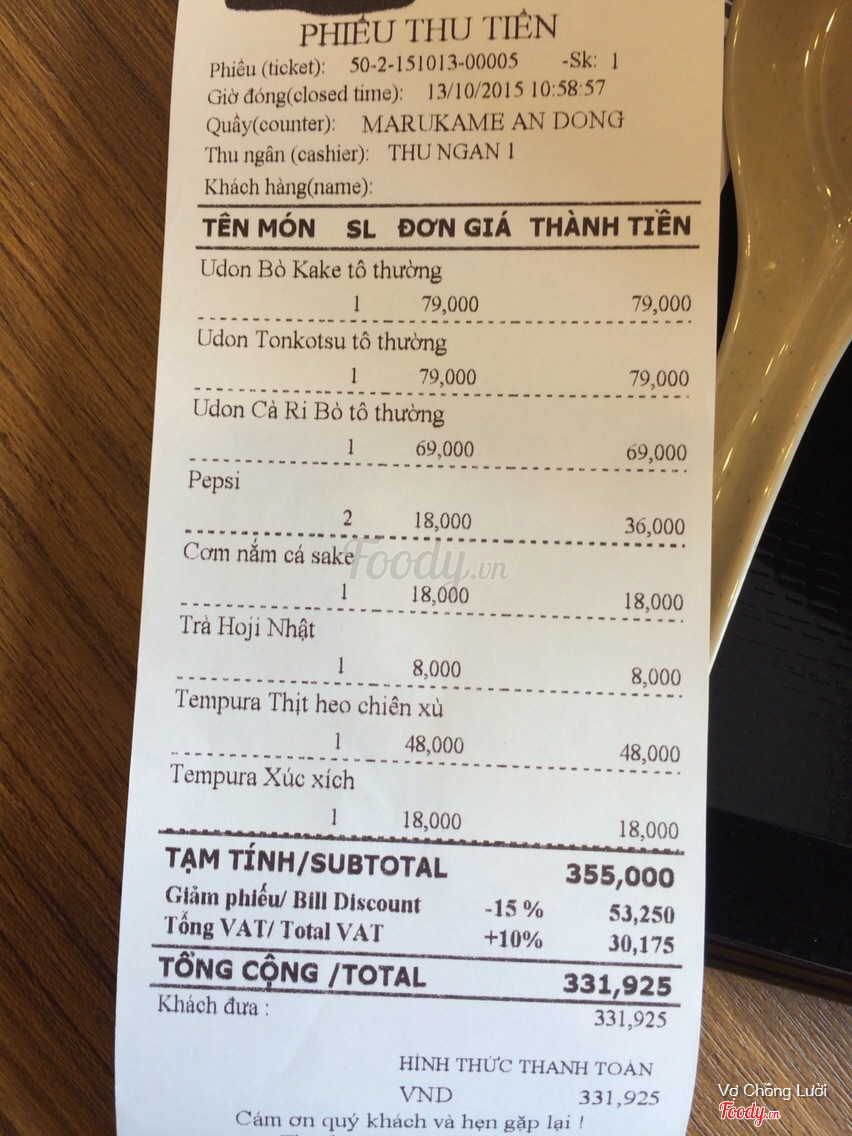 PHIẾU THU TIỀN
Phiếu (ticket): 50-2-151013-00005 -Sk: 1
Giờ đóng(closed time): 13/10/2015 10:58:57
Quầy(counter): MARUKAME AN DONG
Thu ngân (cashier): THU NGAN 1
Khách hàng(name):
TÊN MÓN SL ĐƠN GIÁ THÀNH TIỀN
Udon Bò Kake tô thường
1 79,000 79,000
Udon Tonkotsu tô thường
1 79,000 79,000
Udon Cà Ri Bò tô thường
1 69,000 69,000
Pepsi
2 18,000 36,000
Cơm nắm cá sake
Foody.vn
1 18,000 18,000
Trà Hoji Nhật
1 8,000 8,000
Tempura Thịt heo chiên xù
1 48,000 48,000
Tempura Xúc xích
1 18,000 18,000
TẠM TÍNH/SUBTOTAL 355,000
Giảm phiếu/ Bill Discount -15 % 53,250
Tổng VAT/ Total VAT +10% 30,175
TỔNG CỘNG /TOTAL 331,925
Khách đưa : 331,925
HÌNH THỨC THANH TOÁN
VND 331,925
Cám ơn quý khách và hẹn gặp lại !
Vợ Chồng Lười
Foody.vn